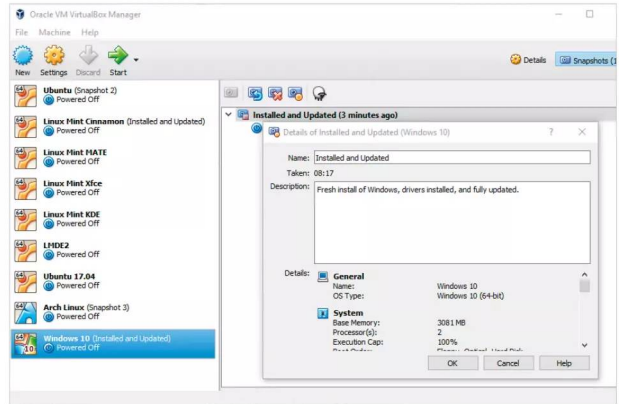 Oracle VM VirtualBox Manager
File Machine Help
New Settings Discard Start
Details Snapshots (1
Ubuntu (Snapshot 2)
Powered Off
Linux Mint Cinnamon (Installed and Updated)
Powered Off
Linux Mint MATE
Powered Off
Linux Mint Xfce
Powered Off
Linux Mint KDE
Powered Off
LMDE2
Powered Off
Ubuntu 17.04
Powered Off
Arch Linux (Snapshot 3)
Powered Off
Windows 10 (Installed and Updated)
Powered Off
Installed and Updated (3 minutes ago)
Details of Installed and Updated (Windows 10)
Name: Installed and Updated
Taken: 08:17
Description: Fresh install of Windows, drivers installed, and fully updated.
Details: General
Name: Windows 10
OS Type: Windows 10 (64-bit)
System
Base Memory: 3081 MB
Processor(s): 2
Execution Cap: 100%
OK Cancel Help